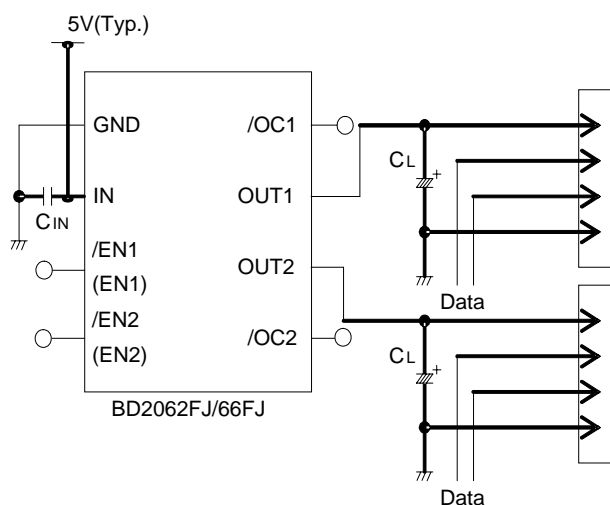 5V(Typ.)
GND
/OC1
CL
+
IN
OUT1
CIN
/EN1
(EN1)
OUT2
Data
/EN2
(EN2)
/OC2
CL
+
BD2062FJ/66FJ
Data